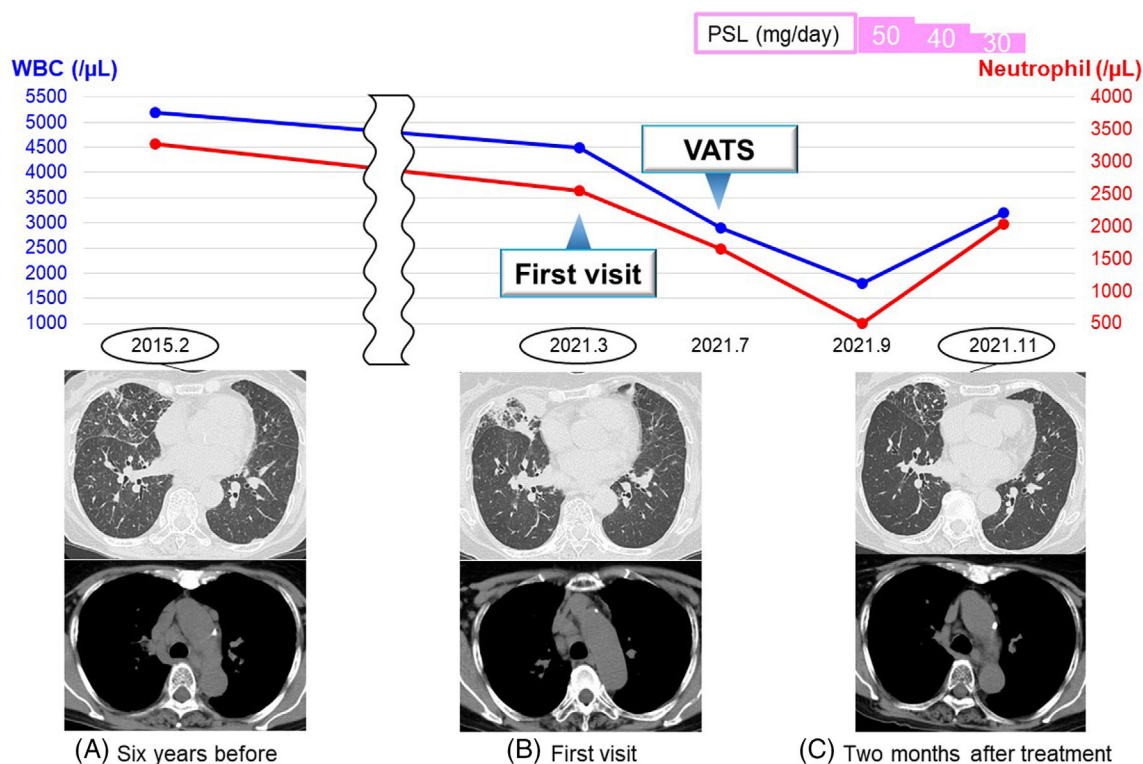 PSL (mg/day) 50 40 30
WBC (/µL) Neutrophil (/µL)
5500 4000
5000 3500
4500 3000
4000 2500
3500 2000
3000 1500
2500 1000
2000 500
1500
1000
VATS
First visit
2015.2 2021.3 2021.7 2021.9 2021.11
(A) Six years before (B) First visit (C) Two months after treatment